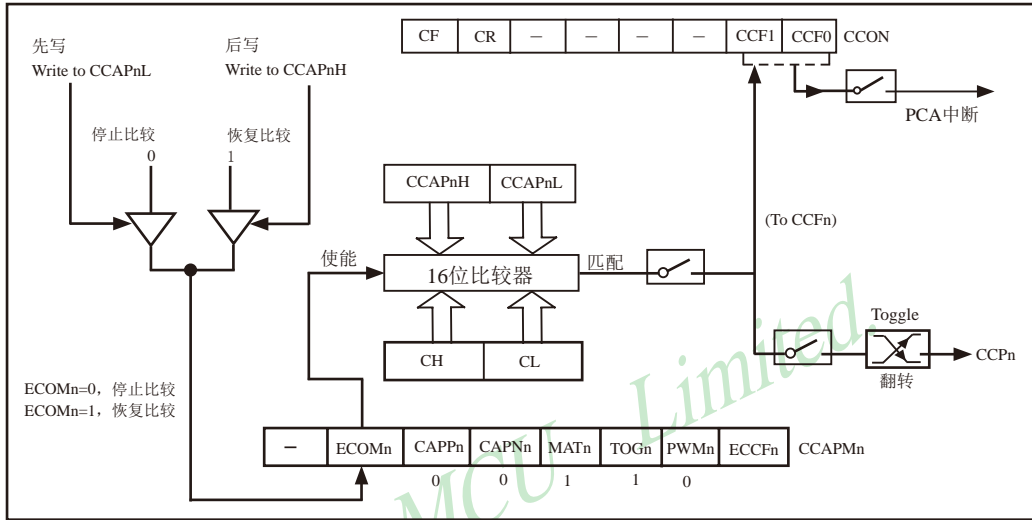 CF CR － － － － CCF1 CCF0 CCON
先写
Write to CCAPnL
后写
Write to CCAPnH
PCA中断
停止比较
0
恢复比较
1
CCAPnH CCAPnL
(To CCFn)
使能
16位比较器
匹配
CH CL
Toggle
CCPn
翻转
ECOMn=0，停止比较
ECOMn=1，恢复比较
－ ECOMn CAPPn CAPNn MATn TOGn PWMn ECCFn CCAPMn
0 0 1 1 0
MCU Limited.